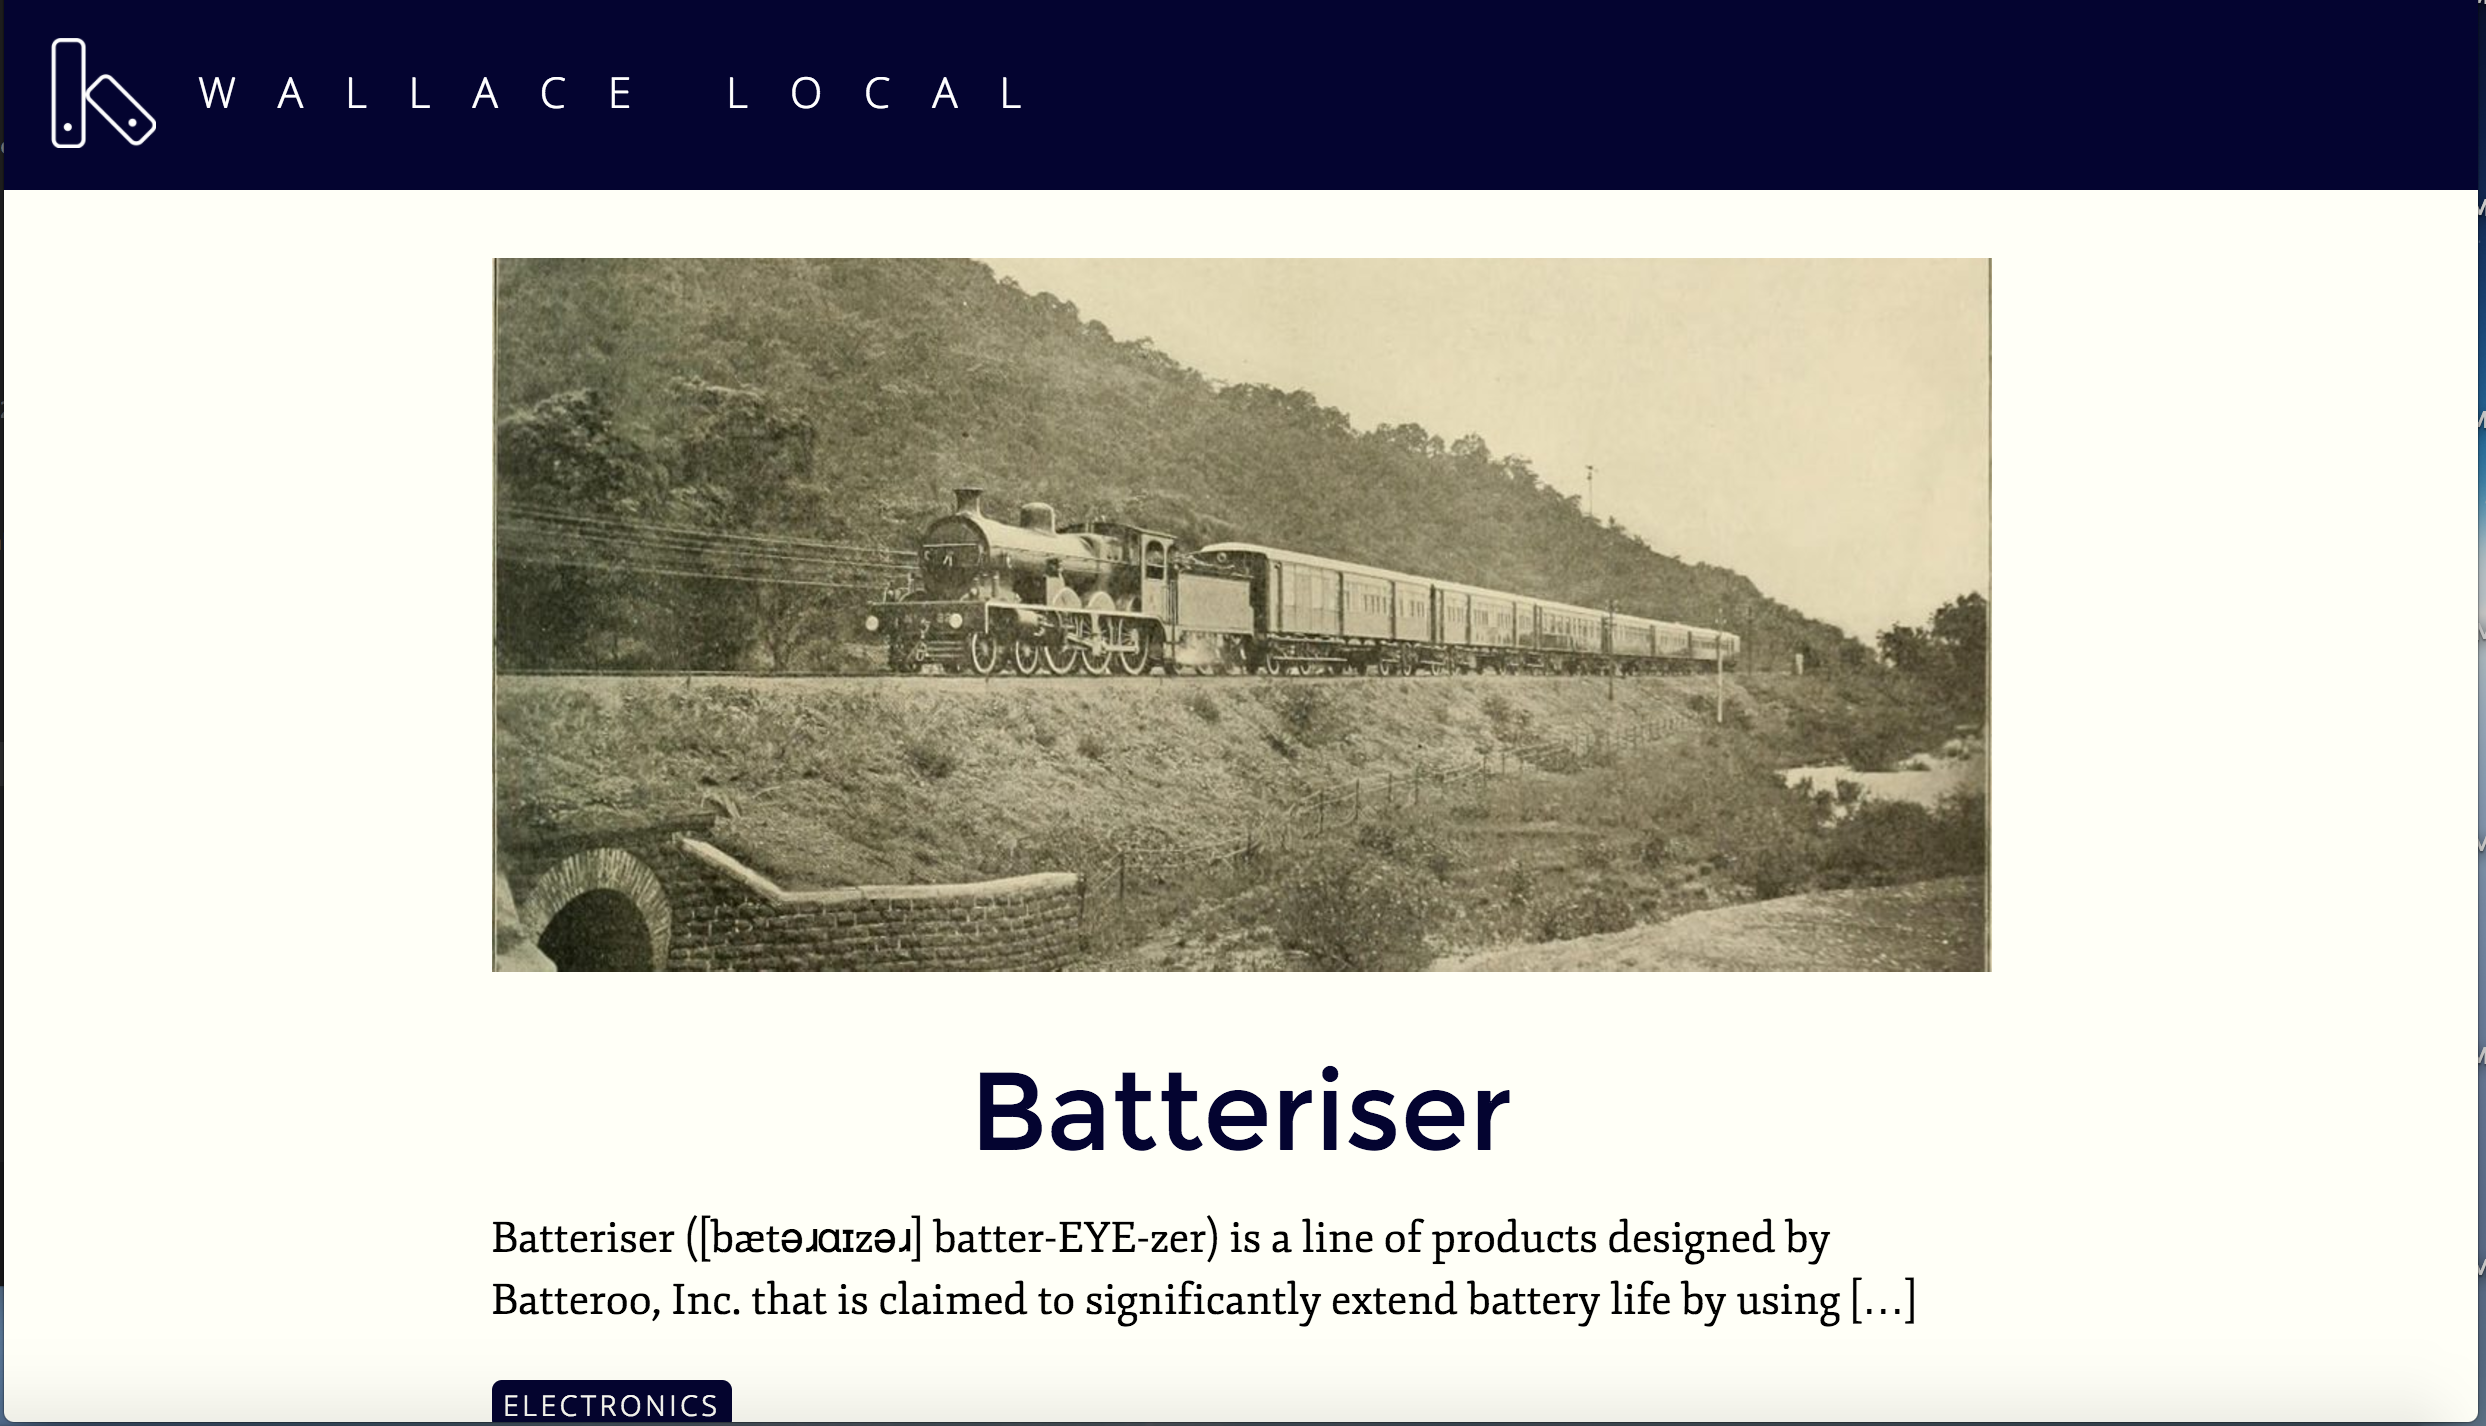 WALLACE LOCAL
Batteriser
Batteriser ([bætəɹɑɪzəɹ] batter-EYE-zer) is a line of products designed by
Batteroo, Inc. that is claimed to significantly extend battery life by using […]
ELECTRONICS